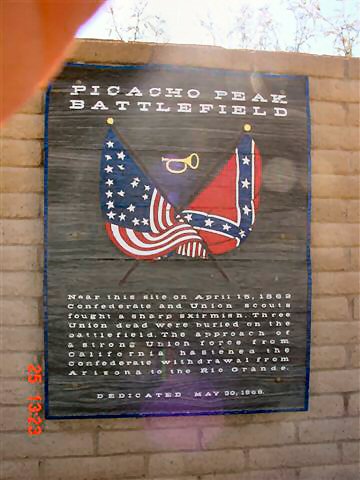 PICACHO PEAK
BATTLEFIELD
Near this site on April 15, 1862
Confederate and Union scouts
fought a sharp skirmish. Three
Union dead were buried on the
battlefield. The approach of
a strong Union force from
California hastened the
Confederate withdrawal from
Arizona to the Rio Grande.
DEDICATED MAY 30, 1968.
25 13:23